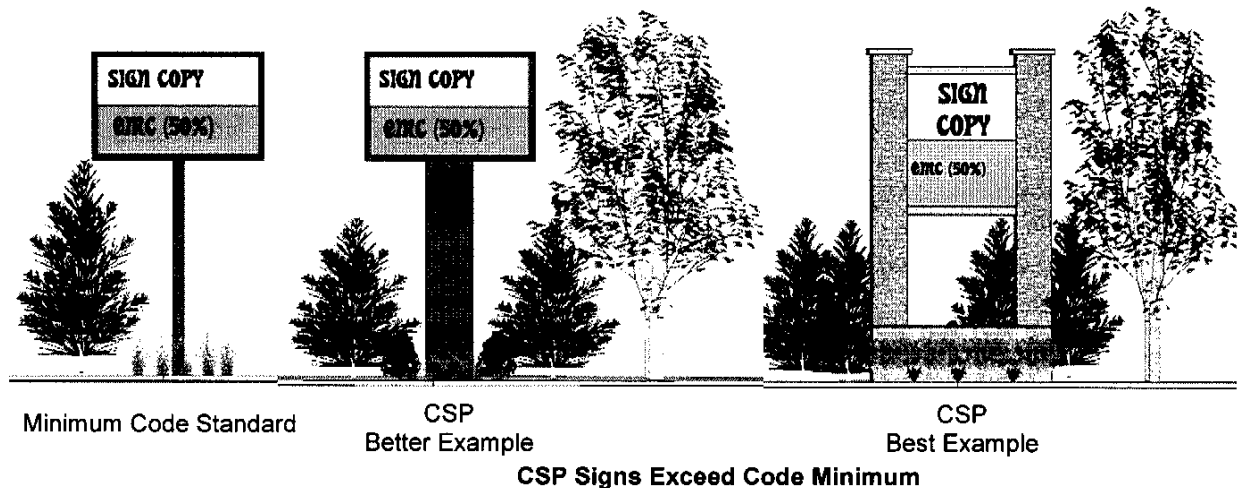 SIGN COPY
EMC (50%)
SIGN COPY
EMC (50%)
SIGN
COPY
EMC (50%)
Minimum Code Standard
CSP
Better Example
CSP
Best Example
CSP Signs Exceed Code Minimum